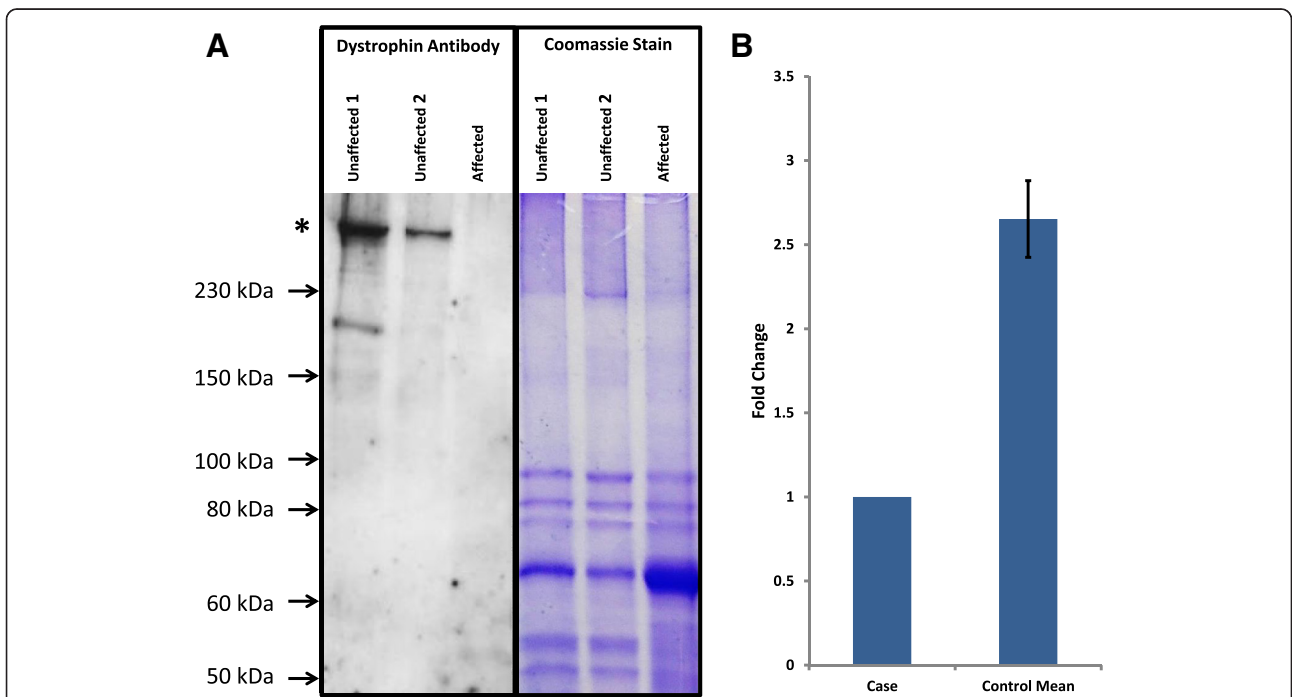 A
Dystrophin Antibody
Coomassie Stain
Unaffected 1
Unaffected 2
Affected
Unaffected 1
Unaffected 2
Affected
*
230 kDa
150 kDa
100 kDa
80 kDa
60 kDa
50 kDa
B
Fold Change
3.5
3
2.5
2
1.5
1
0.5
0
Case
Control Mean